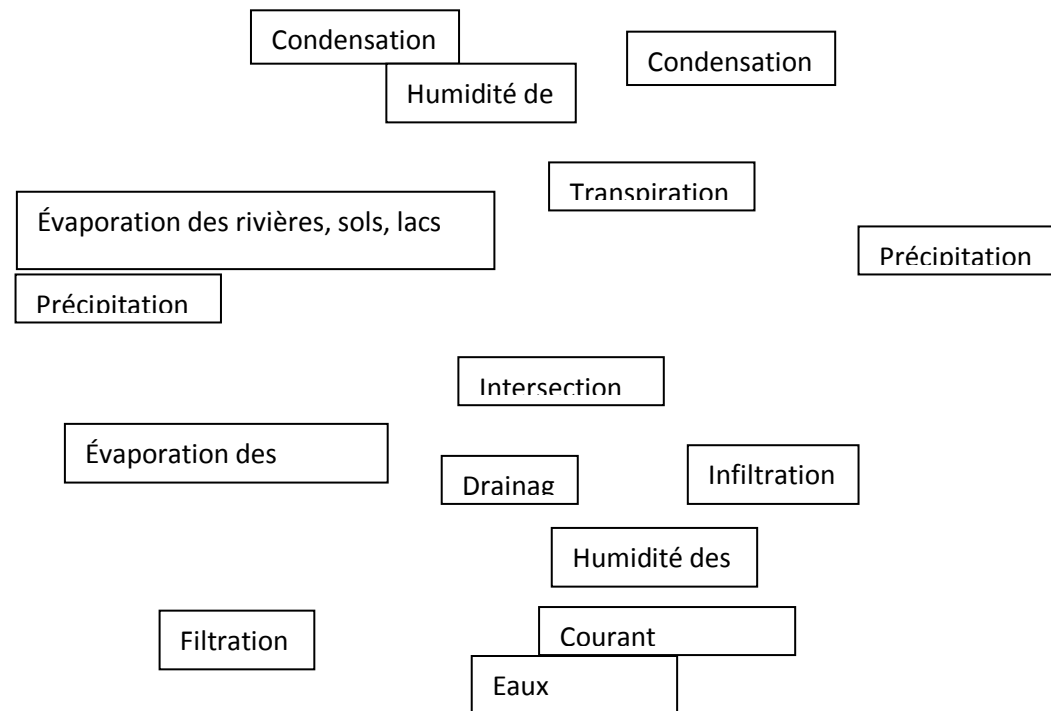 Condensation
Condensation
Humidité de
Transpiration
Évaporation des rivières, sols, lacs
Précipitation
Précipitation
Intersection
Évaporation des
Drainag
Infiltration
Humidité des
Filtration
Courant
Eaux